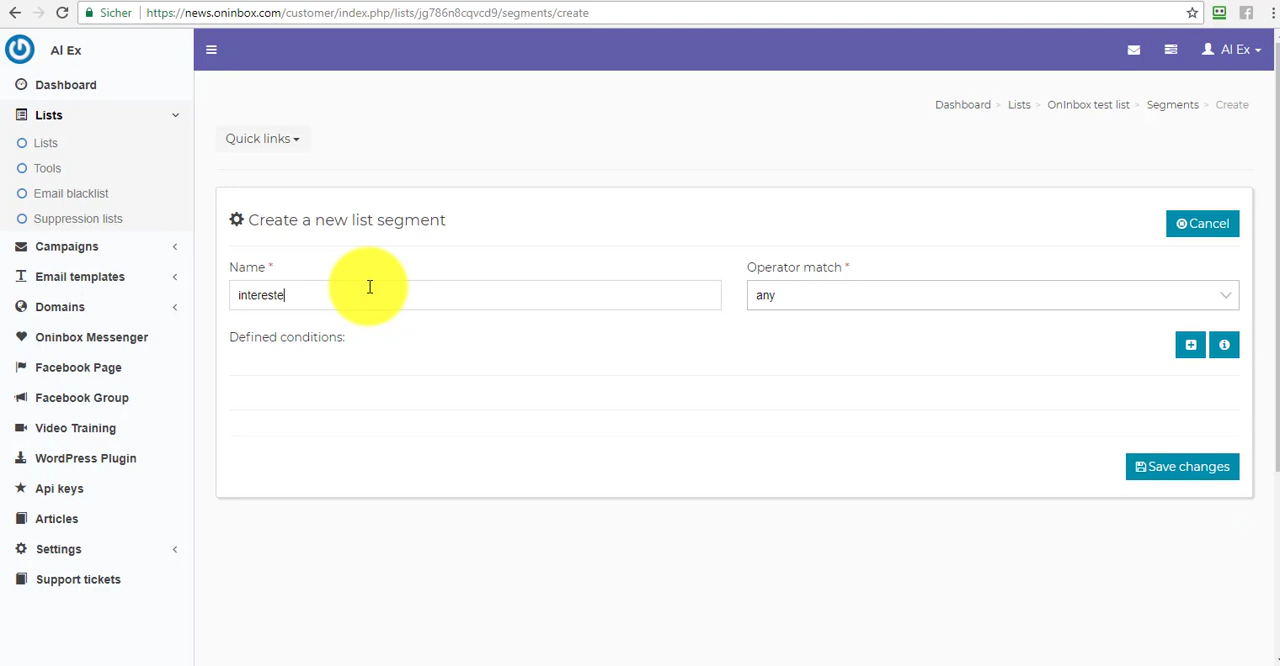 Sicher
https://news.oninbox.com/customer/index.php/lists/jg786n8cqvcd9/segments/create
Al Ex
Al Ex
Dashboard
Lists
Lists
Tools
Email blacklist
Suppression lists
Campaigns
Email templates
Domains
Oninbox Messenger
Facebook Page
Facebook Group
Video Training
WordPress Plugin
Api keys
Articles
Settings
Support tickets
Dashboard > Lists > OnInbox test list > Segments > Create
Quick links
Create a new list segment
Cancel
Name *
Operator match *
intereste
any
Defined conditions:
Save changes